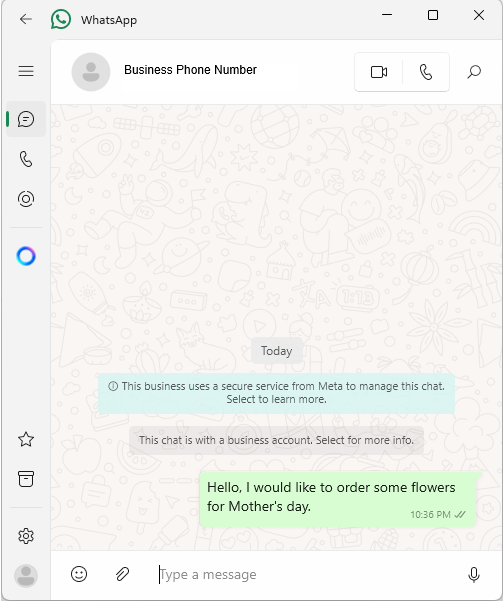 WhatsApp
Business Phone Number
Today
This business uses a secure service from Meta to manage this chat.
Select to learn more.
This chat is with a business account. Select for more info.
Hello, I would like to order some flowers
for Mother's day.
10:36 PM
Type a message